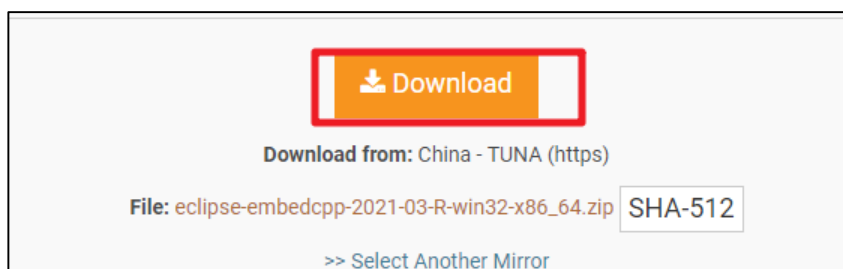 Download
Download from: China - TUNA (https)
File: eclipse-embedcpp-2021-03-R-win32-x86_64.zip SHA-512
>> Select Another Mirror